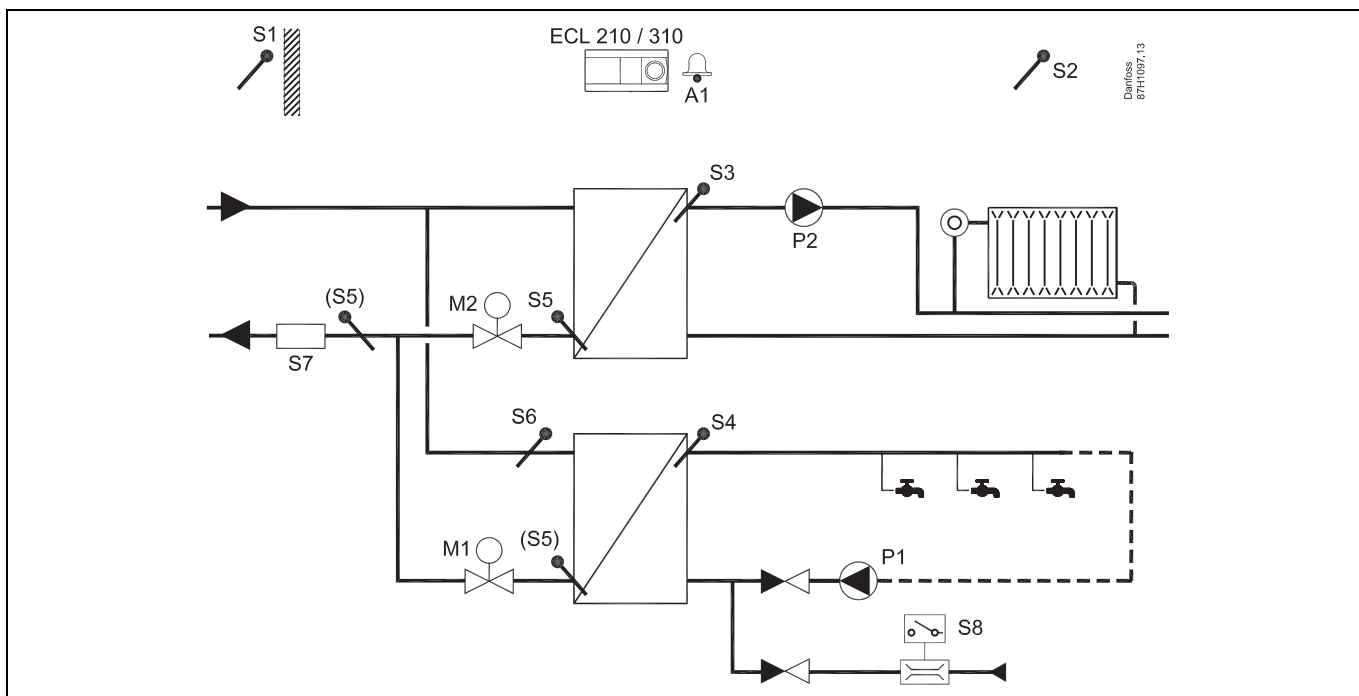 S1
ECL 210 / 310
A1
S2
Danfoss
87H1097.13
S3
P2
(S5)
M2
S5
S7
S6
S4
M1
(S5)
P1
S8